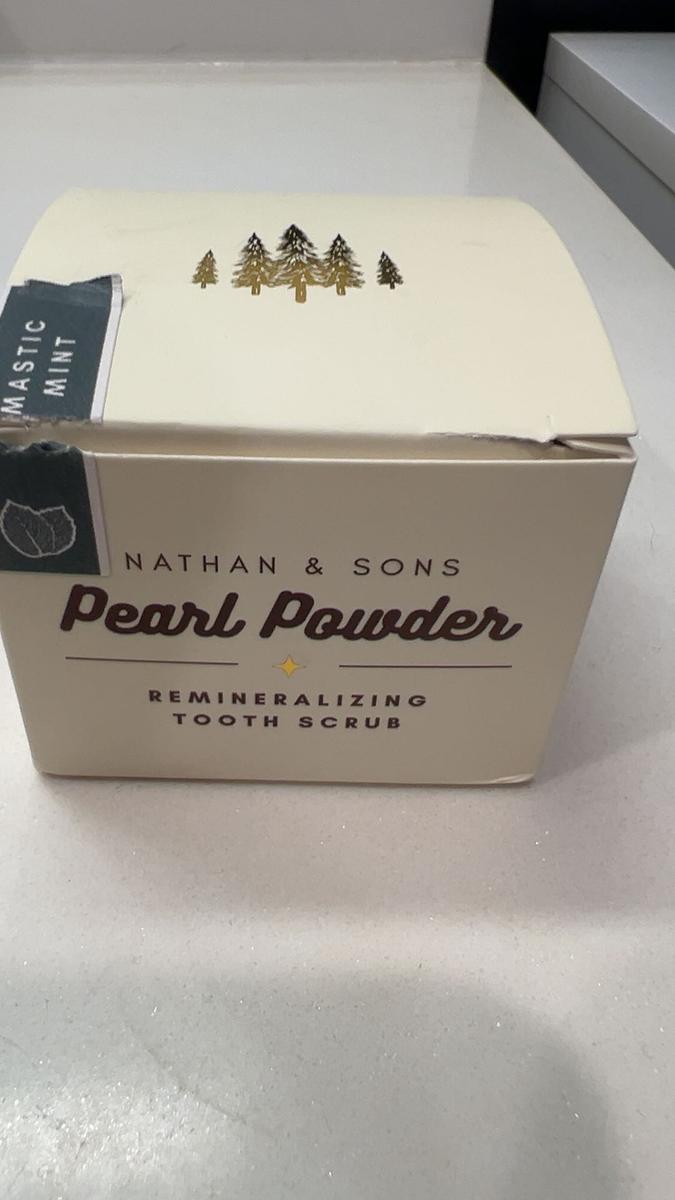 MASTIC
MINT
NATHAN & SONS
Pearl Powder
REMINERALIZING
TOOTH SCRUB